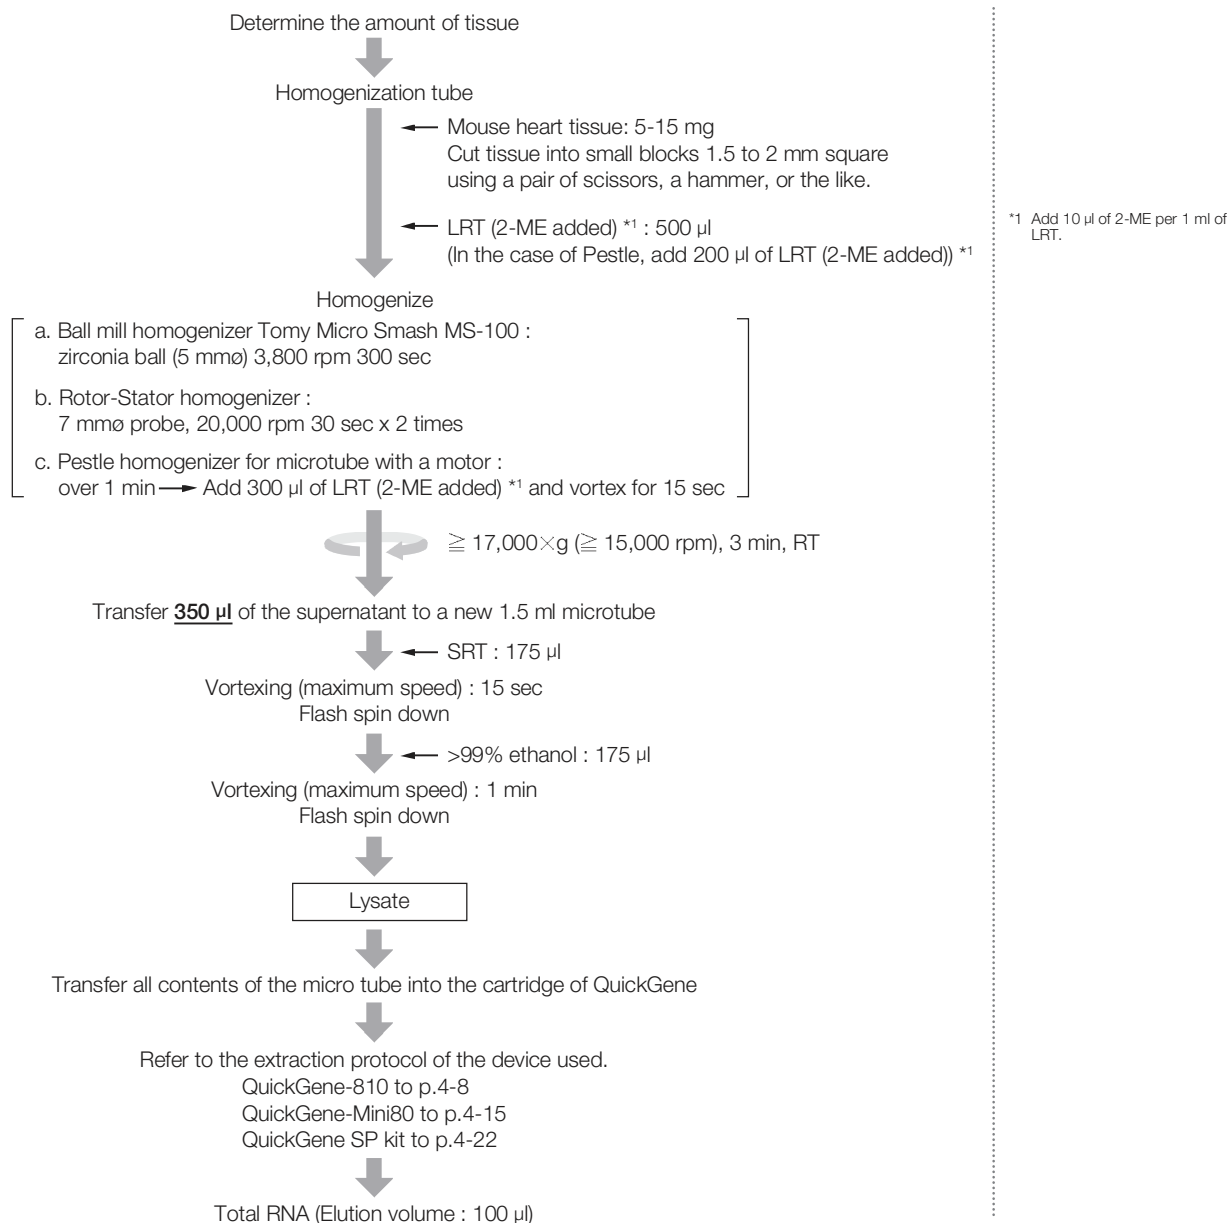 Determine the amount of tissue
Homogenization tube
Mouse heart tissue: 5-15 mg
Cut tissue into small blocks 1.5 to 2 mm square
using a pair of scissors, a hammer, or the like.
LRT (2-ME added) *1 : 500 µl
(In the case of Pestle, add 200 µl of LRT (2-ME added)) *1
*1 Add 10 µl of 2-ME per 1 ml of
LRT.
Homogenize
a. Ball mill homogenizer Tomy Micro Smash MS-100 :
zirconia ball (5 mmø) 3,800 rpm 300 sec
b. Rotor-Stator homogenizer :
7 mmø probe, 20,000 rpm 30 sec x 2 times
c. Pestle homogenizer for microtube with a motor :
over 1 min → Add 300 µl of LRT (2-ME added) *1 and vortex for 15 sec
≧ 17,000×g (≧ 15,000 rpm), 3 min, RT
Transfer 350 µl of the supernatant to a new 1.5 ml microtube
SRT : 175 µl
Vortexing (maximum speed) : 15 sec
Flash spin down
>99% ethanol : 175 µl
Vortexing (maximum speed) : 1 min
Flash spin down
Lysate
Transfer all contents of the micro tube into the cartridge of QuickGene
Refer to the extraction protocol of the device used.
QuickGene-810 to p.4-8
QuickGene-Mini80 to p.4-15
QuickGene SP kit to p.4-22
Total RNA (Elution volume : 100 µl)